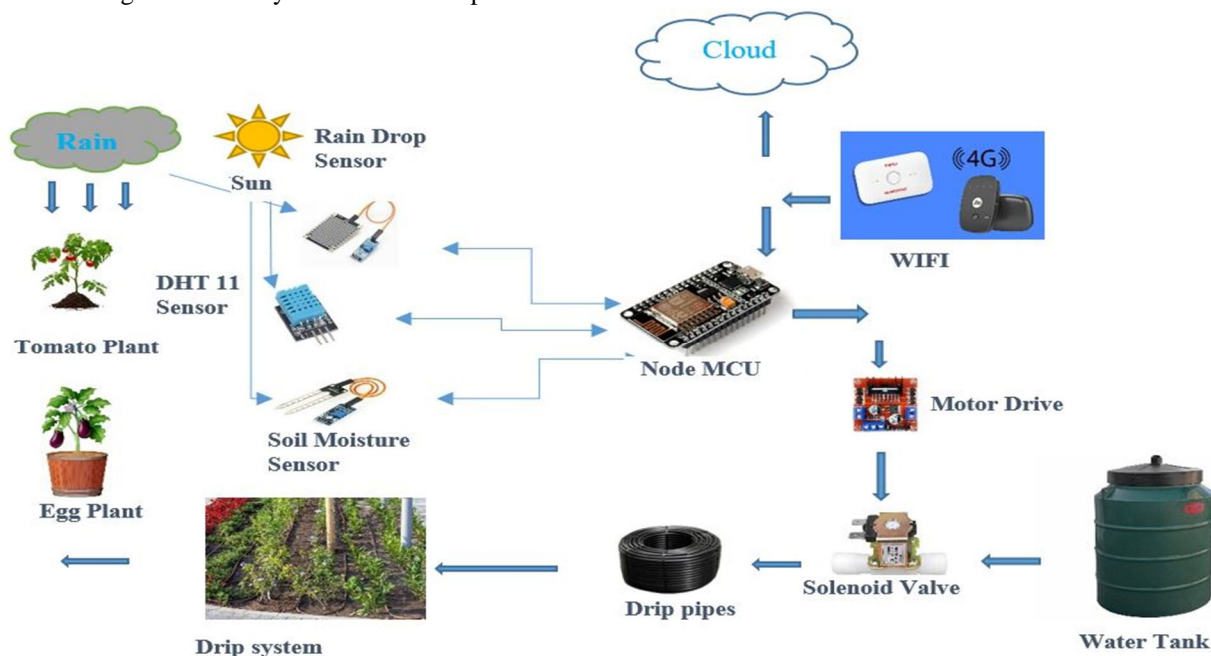 Cloud
Rain
Sun
Rain Drop
Sensor
4G
WIFI
DHT 11
Sensor
Tomato Plant
Node MCU
Motor Drive
Soil Moisture
Sensor
Egg Plant
Solenoid Valve
Drip pipes
Water Tank
Drip system